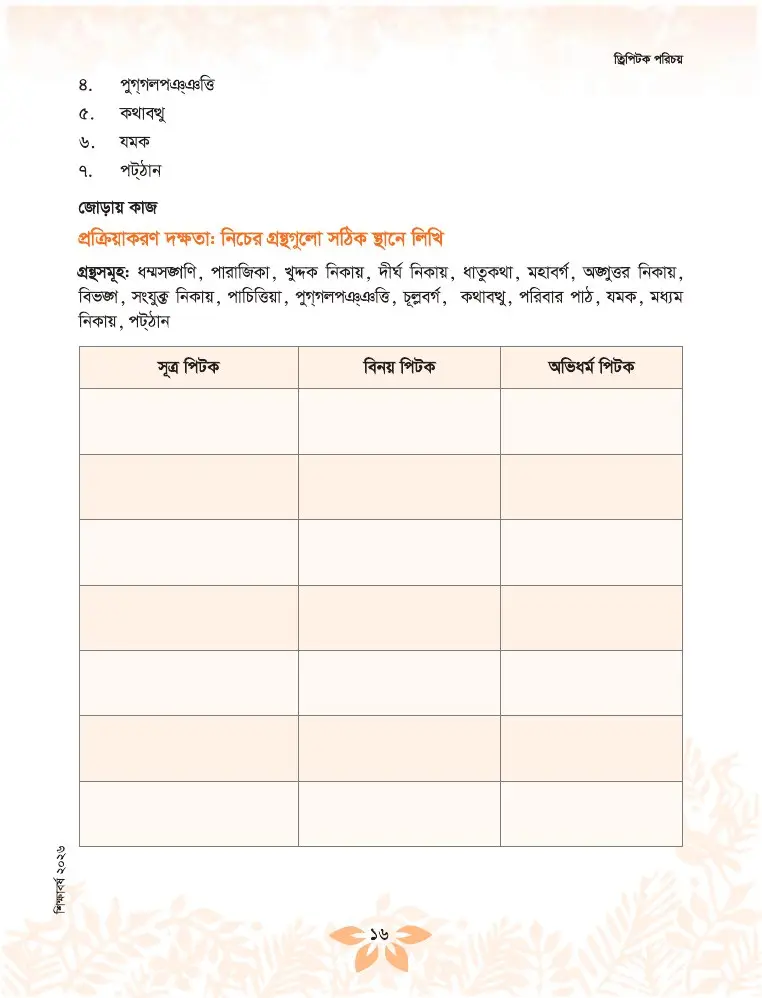 ত্রিপিটক পরিচয়
৪. পুগ্‌গলপঞ্‌ঞত্তি
৫. কথাবত্থু
৬. যমক
৭. পট্‌ঠান
জোড়ায় কাজ
প্রক্রিয়াকরণ দক্ষতা: নিচের গ্রন্থগুলো সঠিক স্থানে লিখি
গ্রন্থসমূহ: ধম্মসঙ্গণি, পারাজিকা, খুদ্দক নিকায়, দীর্ঘ নিকায়, ধাতুকথা, মহাবর্গ, অঙ্গুত্তর নিকায়,
বিভঙ্গ, সংযুক্ত নিকায়, পাচিত্তিয়া, পুগ্‌গলপঞ্‌ঞত্তি, চূল্লবর্গ, কথাবত্থু, পরিবার পাঠ, যমক, মধ্যম
নিকায়, পট্‌ঠান
সূত্র পিটক বিনয় পিটক অভিধর্ম পিটক
শিক্ষাবর্ষ ২০২৬
১৬